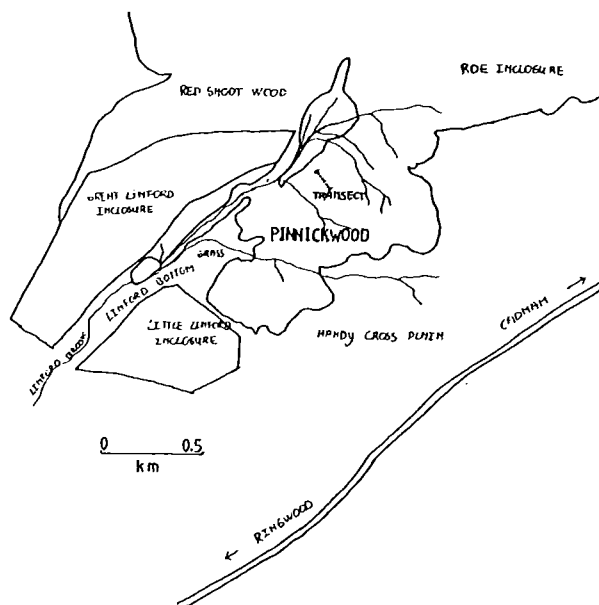 RED SHOOT WOOD
ROE INCLOSURE
GREAT LINFORD
INCLOSURE
TRANSECT
PINNICKWOOD
GRASS
LINFORD BOTTOM
LITTLE LINFORD
INCLOSURE
HANDY CROSS PLAIN
CADNAM
LINFORD BROOK
0 0.5
km
RINGWOOD